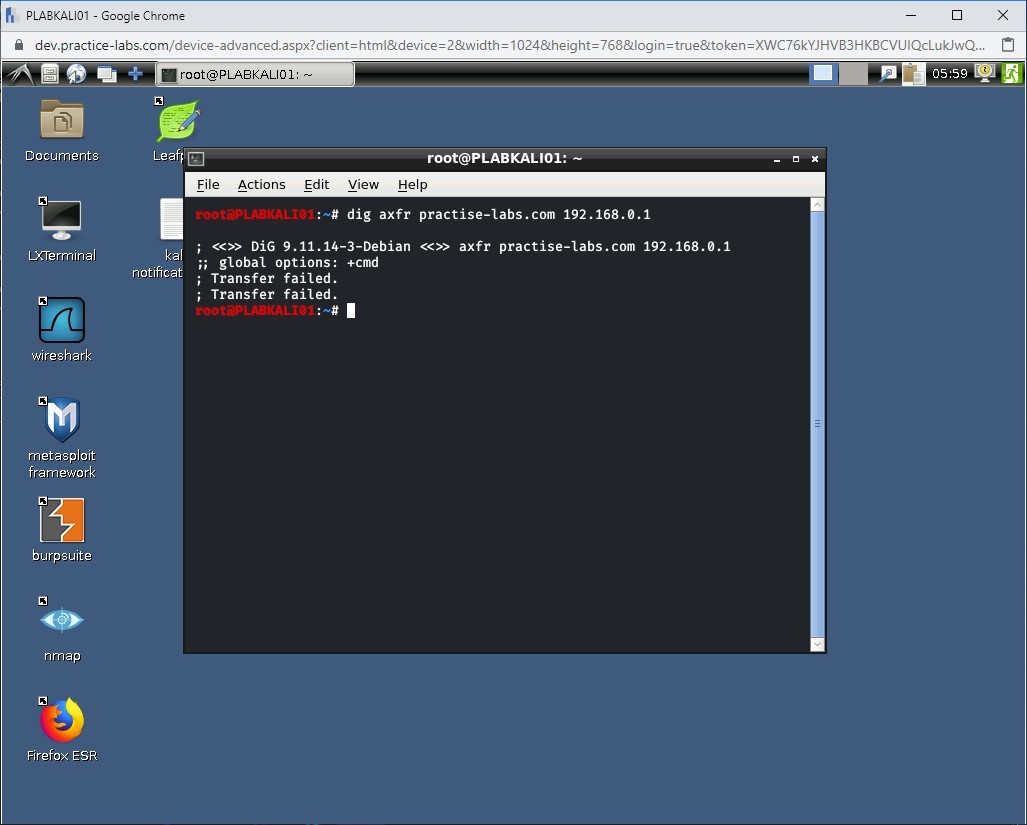 PLABKALI01 - Google Chrome
dev.practice-labs.com/device-advanced.aspx?client=html&device=2&width=1024&height=768&login=true&token=XWC76kYJHVB3HKBCVUIQcLukJwQ...
root@PLABKALI01: ~
05:59
Documents
Leafp
LXTerminal
kal
notificat
wireshark
metasploit
framework
burpsuite
nmap
Firefox ESR
root@PLABKALI01: ~
File Actions Edit View Help
root@PLABKALI01:~# dig axfr practise-labs.com 192.168.0.1
; <<>> DiG 9.11.14-3-Debian <<>> axfr practise-labs.com 192.168.0.1
;; global options: +cmd
; Transfer failed.
; Transfer failed.
root@PLABKALI01:~#